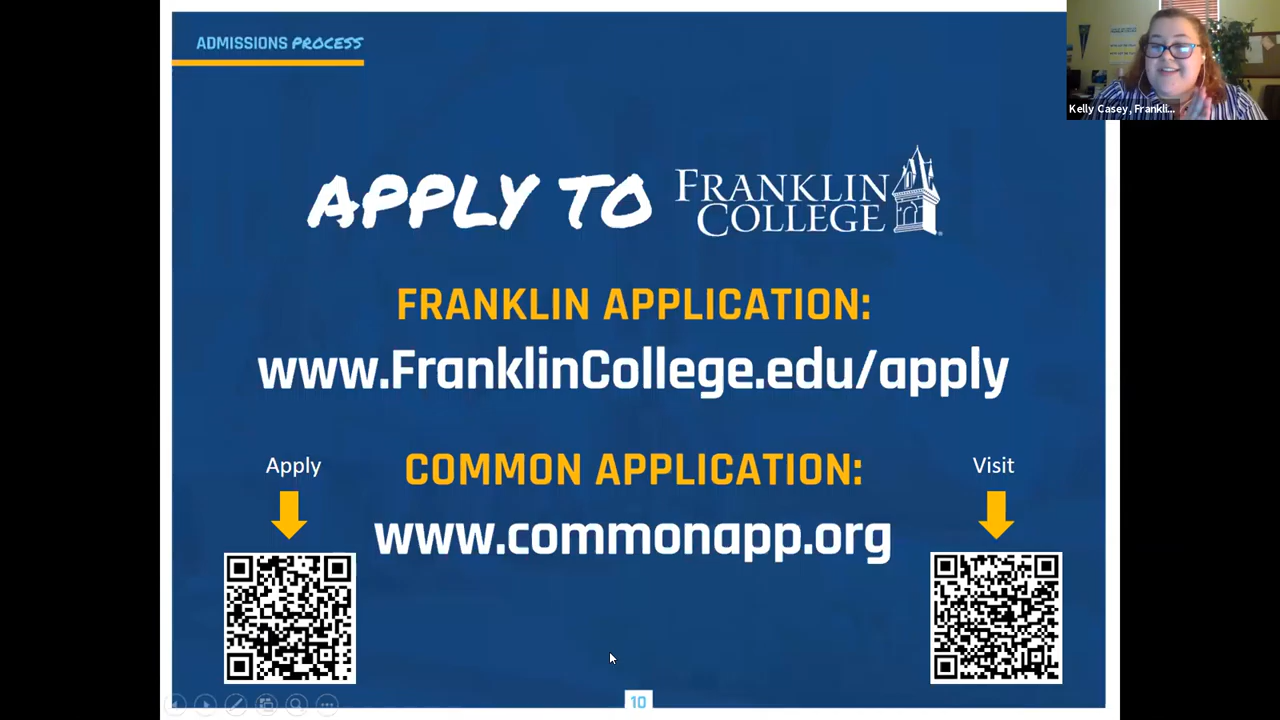 ADMISSIONS PROCESS
Kelly Casey, Frankli...
APPLY TO
FRANKLIN
COLLEGE
FRANKLIN APPLICATION:
www.FranklinCollege.edu/apply
Apply
COMMON APPLICATION:
Visit
www.commonapp.org
10